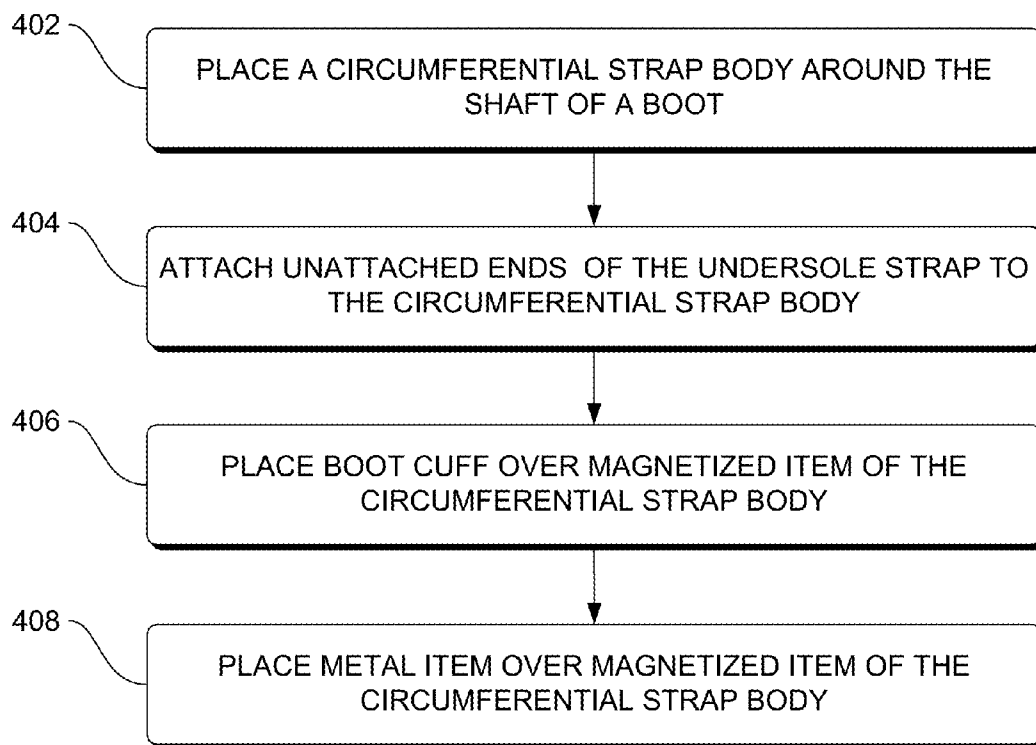 402
PLACE A CIRCUMFERENTIAL STRAP BODY AROUND THE
SHAFT OF A BOOT
404
ATTACH UNATTACHED ENDS OF THE UNDERSOLE STRAP TO
THE CIRCUMFERENTIAL STRAP BODY
406
PLACE BOOT CUFF OVER MAGNETIZED ITEM OF THE
CIRCUMFERENTIAL STRAP BODY
408
PLACE METAL ITEM OVER MAGNETIZED ITEM OF THE
CIRCUMFERENTIAL STRAP BODY